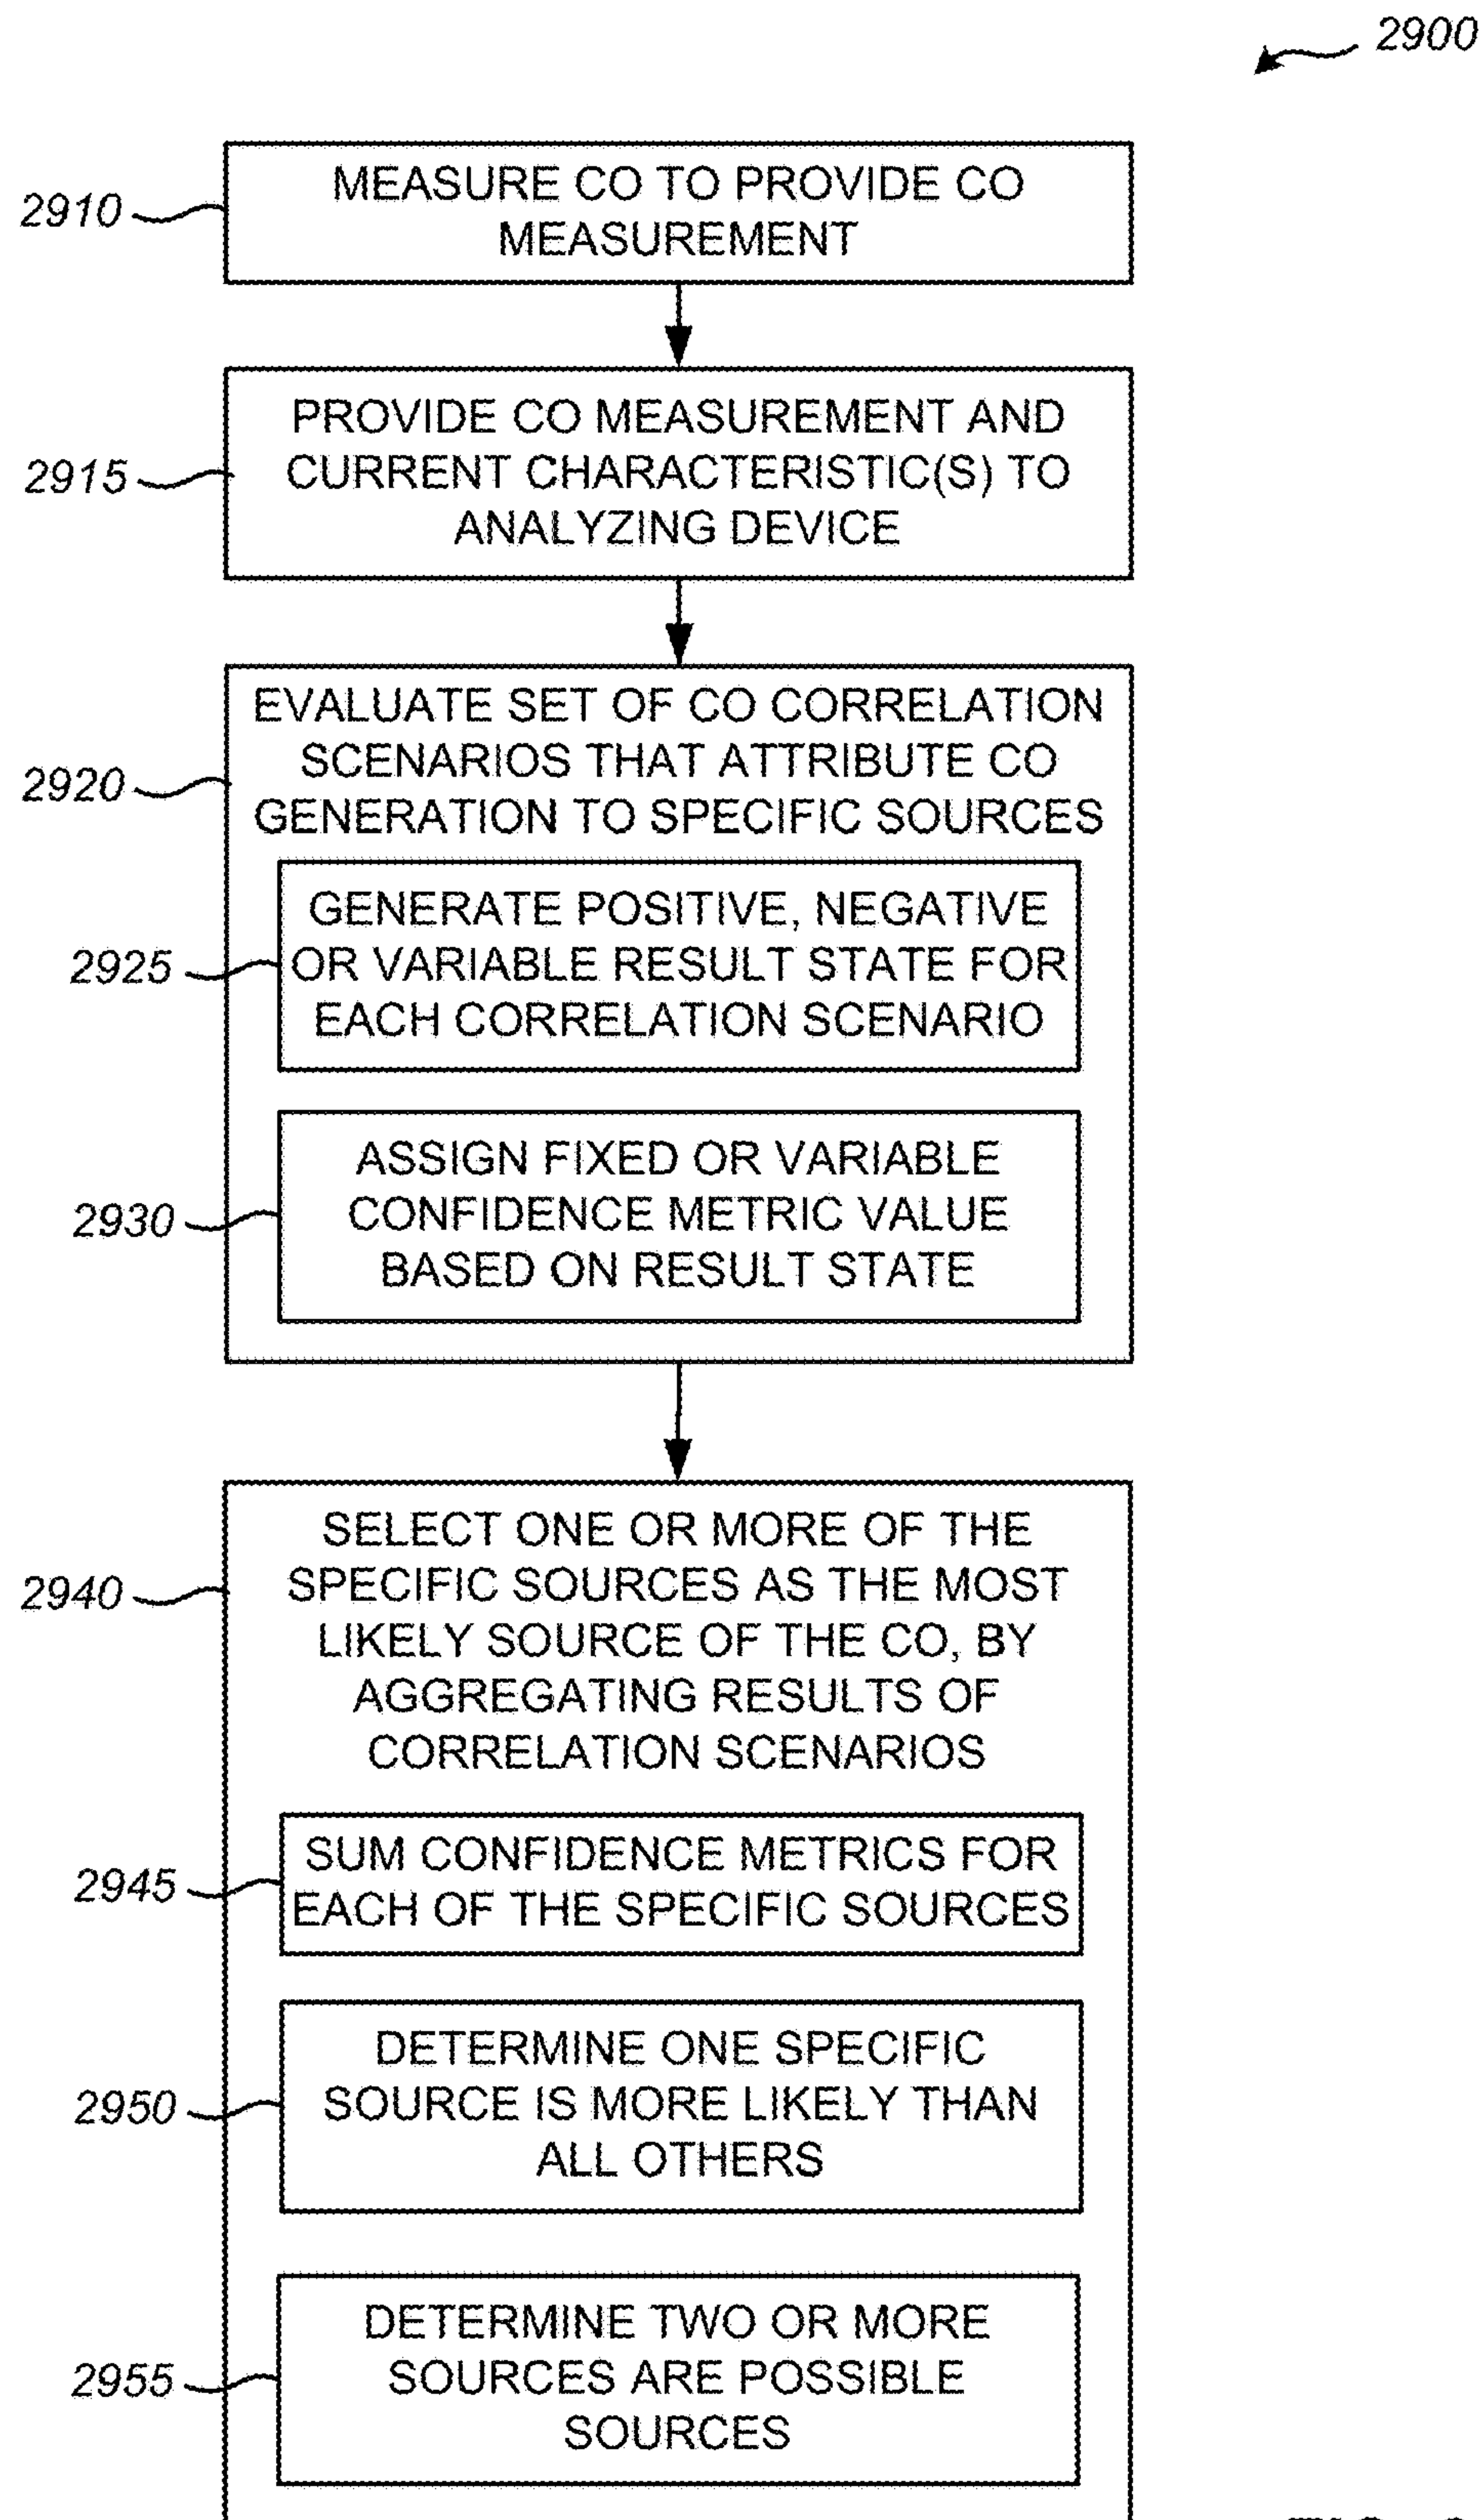 2900
2910
MEASURE CO TO PROVIDE CO
MEASUREMENT
2915
PROVIDE CO MEASUREMENT AND
CURRENT CHARACTERISTIC(S) TO
ANALYZING DEVICE
2920
EVALUATE SET OF CO CORRELATION
SCENARIOS THAT ATTRIBUTE CO
GENERATION TO SPECIFIC SOURCES
2925
GENERATE POSITIVE, NEGATIVE
OR VARIABLE RESULT STATE FOR
EACH CORRELATION SCENARIO
2930
ASSIGN FIXED OR VARIABLE
CONFIDENCE METRIC VALUE
BASED ON RESULT STATE
2940
SELECT ONE OR MORE OF THE
SPECIFIC SOURCES AS THE MOST
LIKELY SOURCE OF THE CO, BY
AGGREGATING RESULTS OF
CORRELATION SCENARIOS
2945
SUM CONFIDENCE METRICS FOR
EACH OF THE SPECIFIC SOURCES
2950
DETERMINE ONE SPECIFIC
SOURCE IS MORE LIKELY THAN
ALL OTHERS
2955
DETERMINE TWO OR MORE
SOURCES ARE POSSIBLE
SOURCES